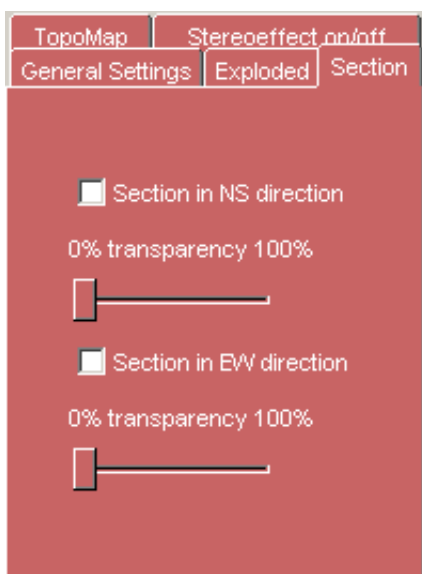 TopoMap Stereoeffect on/off
General Settings Exploded Section
Section in NS direction
0% transparency 100%
Section in EW direction
0% transparency 100%